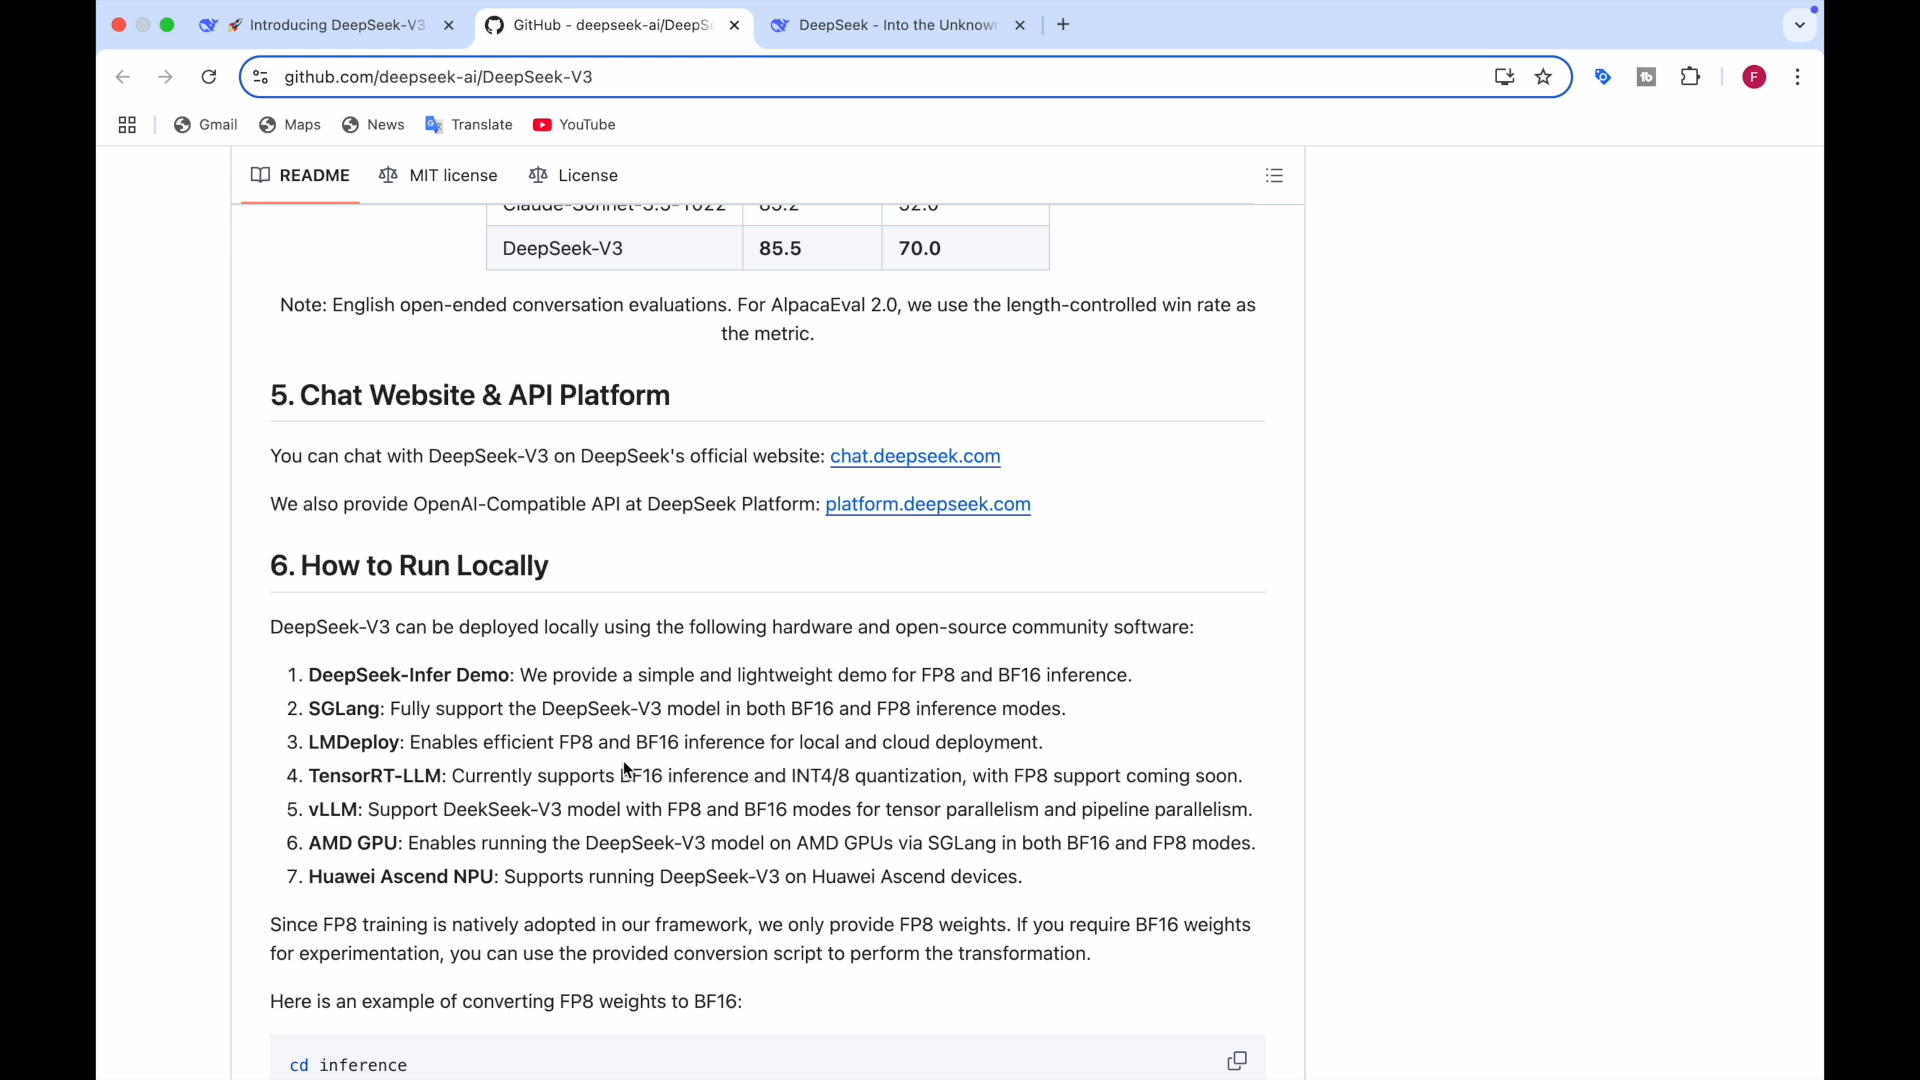 🚀 Introducing DeepSeek-V3
GitHub - deepseek-ai/DeepSe
DeepSeek - Into the Unknown
github.com/deepseek-ai/DeepSeek-V3
F
Gmail
Maps
News
Translate
YouTube
README
MIT license
License
Claude-Sonnet-3.5-1022 85.2 52.0
DeepSeek-V3 85.5 70.0
Note: English open-ended conversation evaluations. For AlpacaEval 2.0, we use the length-controlled win rate as
the metric.
5. Chat Website & API Platform
You can chat with DeepSeek-V3 on DeepSeek's official website: chat.deepseek.com
We also provide OpenAI-Compatible API at DeepSeek Platform: platform.deepseek.com
6. How to Run Locally
DeepSeek-V3 can be deployed locally using the following hardware and open-source community software:
1. DeepSeek-Infer Demo: We provide a simple and lightweight demo for FP8 and BF16 inference.
2. SGLang: Fully support the DeepSeek-V3 model in both BF16 and FP8 inference modes.
3. LMDeploy: Enables efficient FP8 and BF16 inference for local and cloud deployment.
4. TensorRT-LLM: Currently supports BF16 inference and INT4/8 quantization, with FP8 support coming soon.
5. vLLM: Support DeekSeek-V3 model with FP8 and BF16 modes for tensor parallelism and pipeline parallelism.
6. AMD GPU: Enables running the DeepSeek-V3 model on AMD GPUs via SGLang in both BF16 and FP8 modes.
7. Huawei Ascend NPU: Supports running DeepSeek-V3 on Huawei Ascend devices.
Since FP8 training is natively adopted in our framework, we only provide FP8 weights. If you require BF16 weights
for experimentation, you can use the provided conversion script to perform the transformation.
Here is an example of converting FP8 weights to BF16:
cd inference